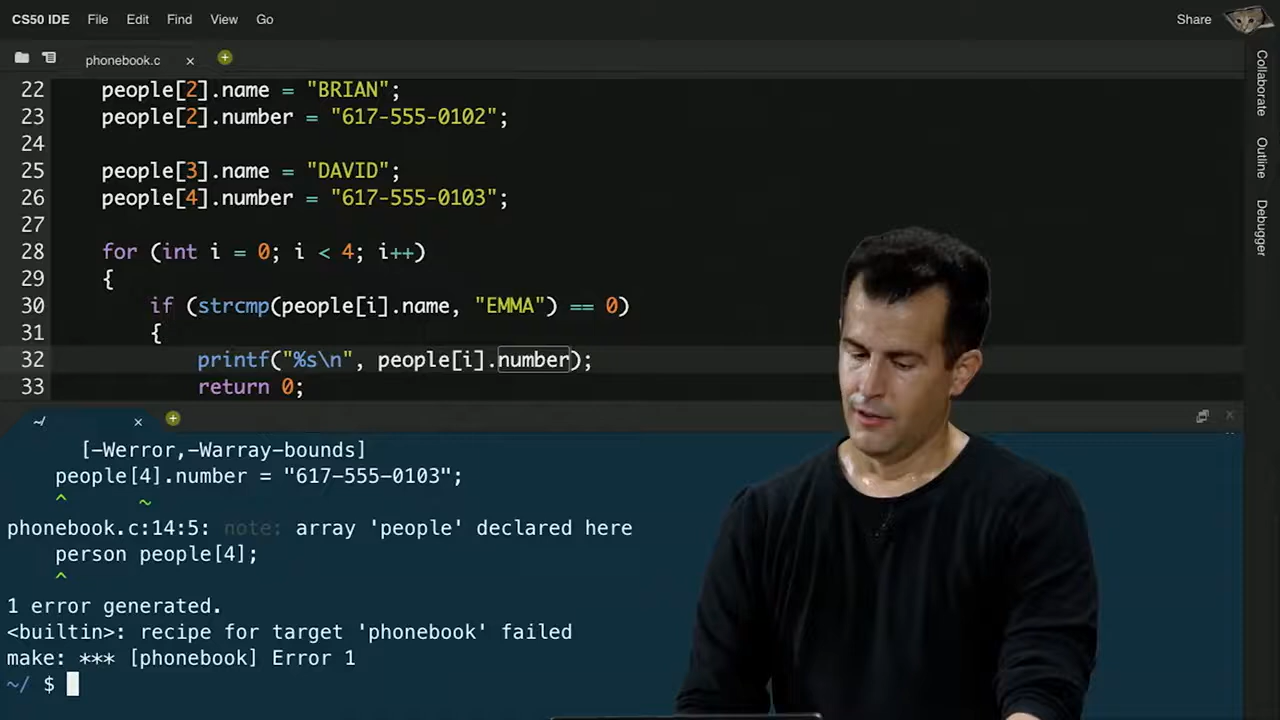 CS50 IDE File Edit Find View Go Share
phonebook.c
22 people[2].name = "BRIAN";
23 people[2].number = "617-555-0102";
24
25 people[3].name = "DAVID";
26 people[4].number = "617-555-0103";
27
28 for (int i = 0; i < 4; i++)
29 {
30 if (strcmp(people[i].name, "EMMA") == 0)
31 {
32 printf("%s\n", people[i].number);
33 return 0;
~/
[-Werror,-Warray-bounds]
people[4].number = "617-555-0103";
^ ~
phonebook.c:14:5: note: array 'people' declared here
person people[4];
^
1 error generated.
<builtin>: recipe for target 'phonebook' failed
make: *** [phonebook] Error 1
~/ $
Collaborate
Outline
Debugger